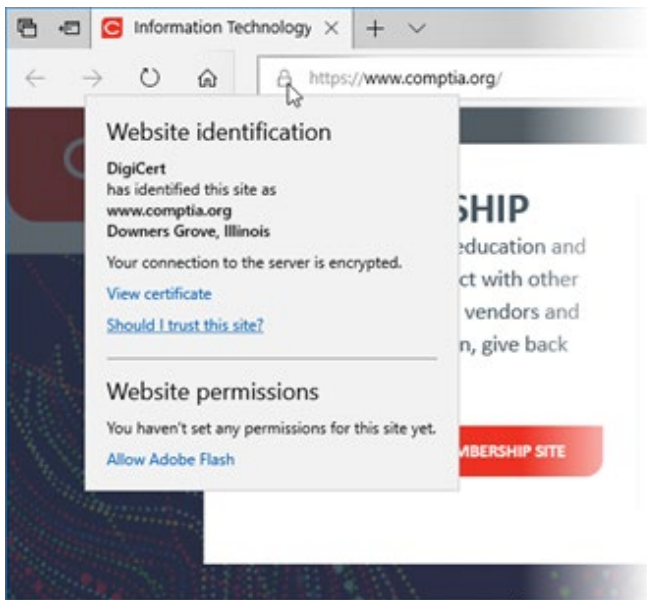 Information Technology
https://www.comptia.org/
Website identification
DigiCert
has identified this site as
www.comptia.org
Downers Grove, Illinois
Your connection to the server is encrypted.
View certificate
Should I trust this site?
Website permissions
You haven't set any permissions for this site yet.
Allow Adobe Flash
education and
ct with other
vendors and
n, give back
SITE